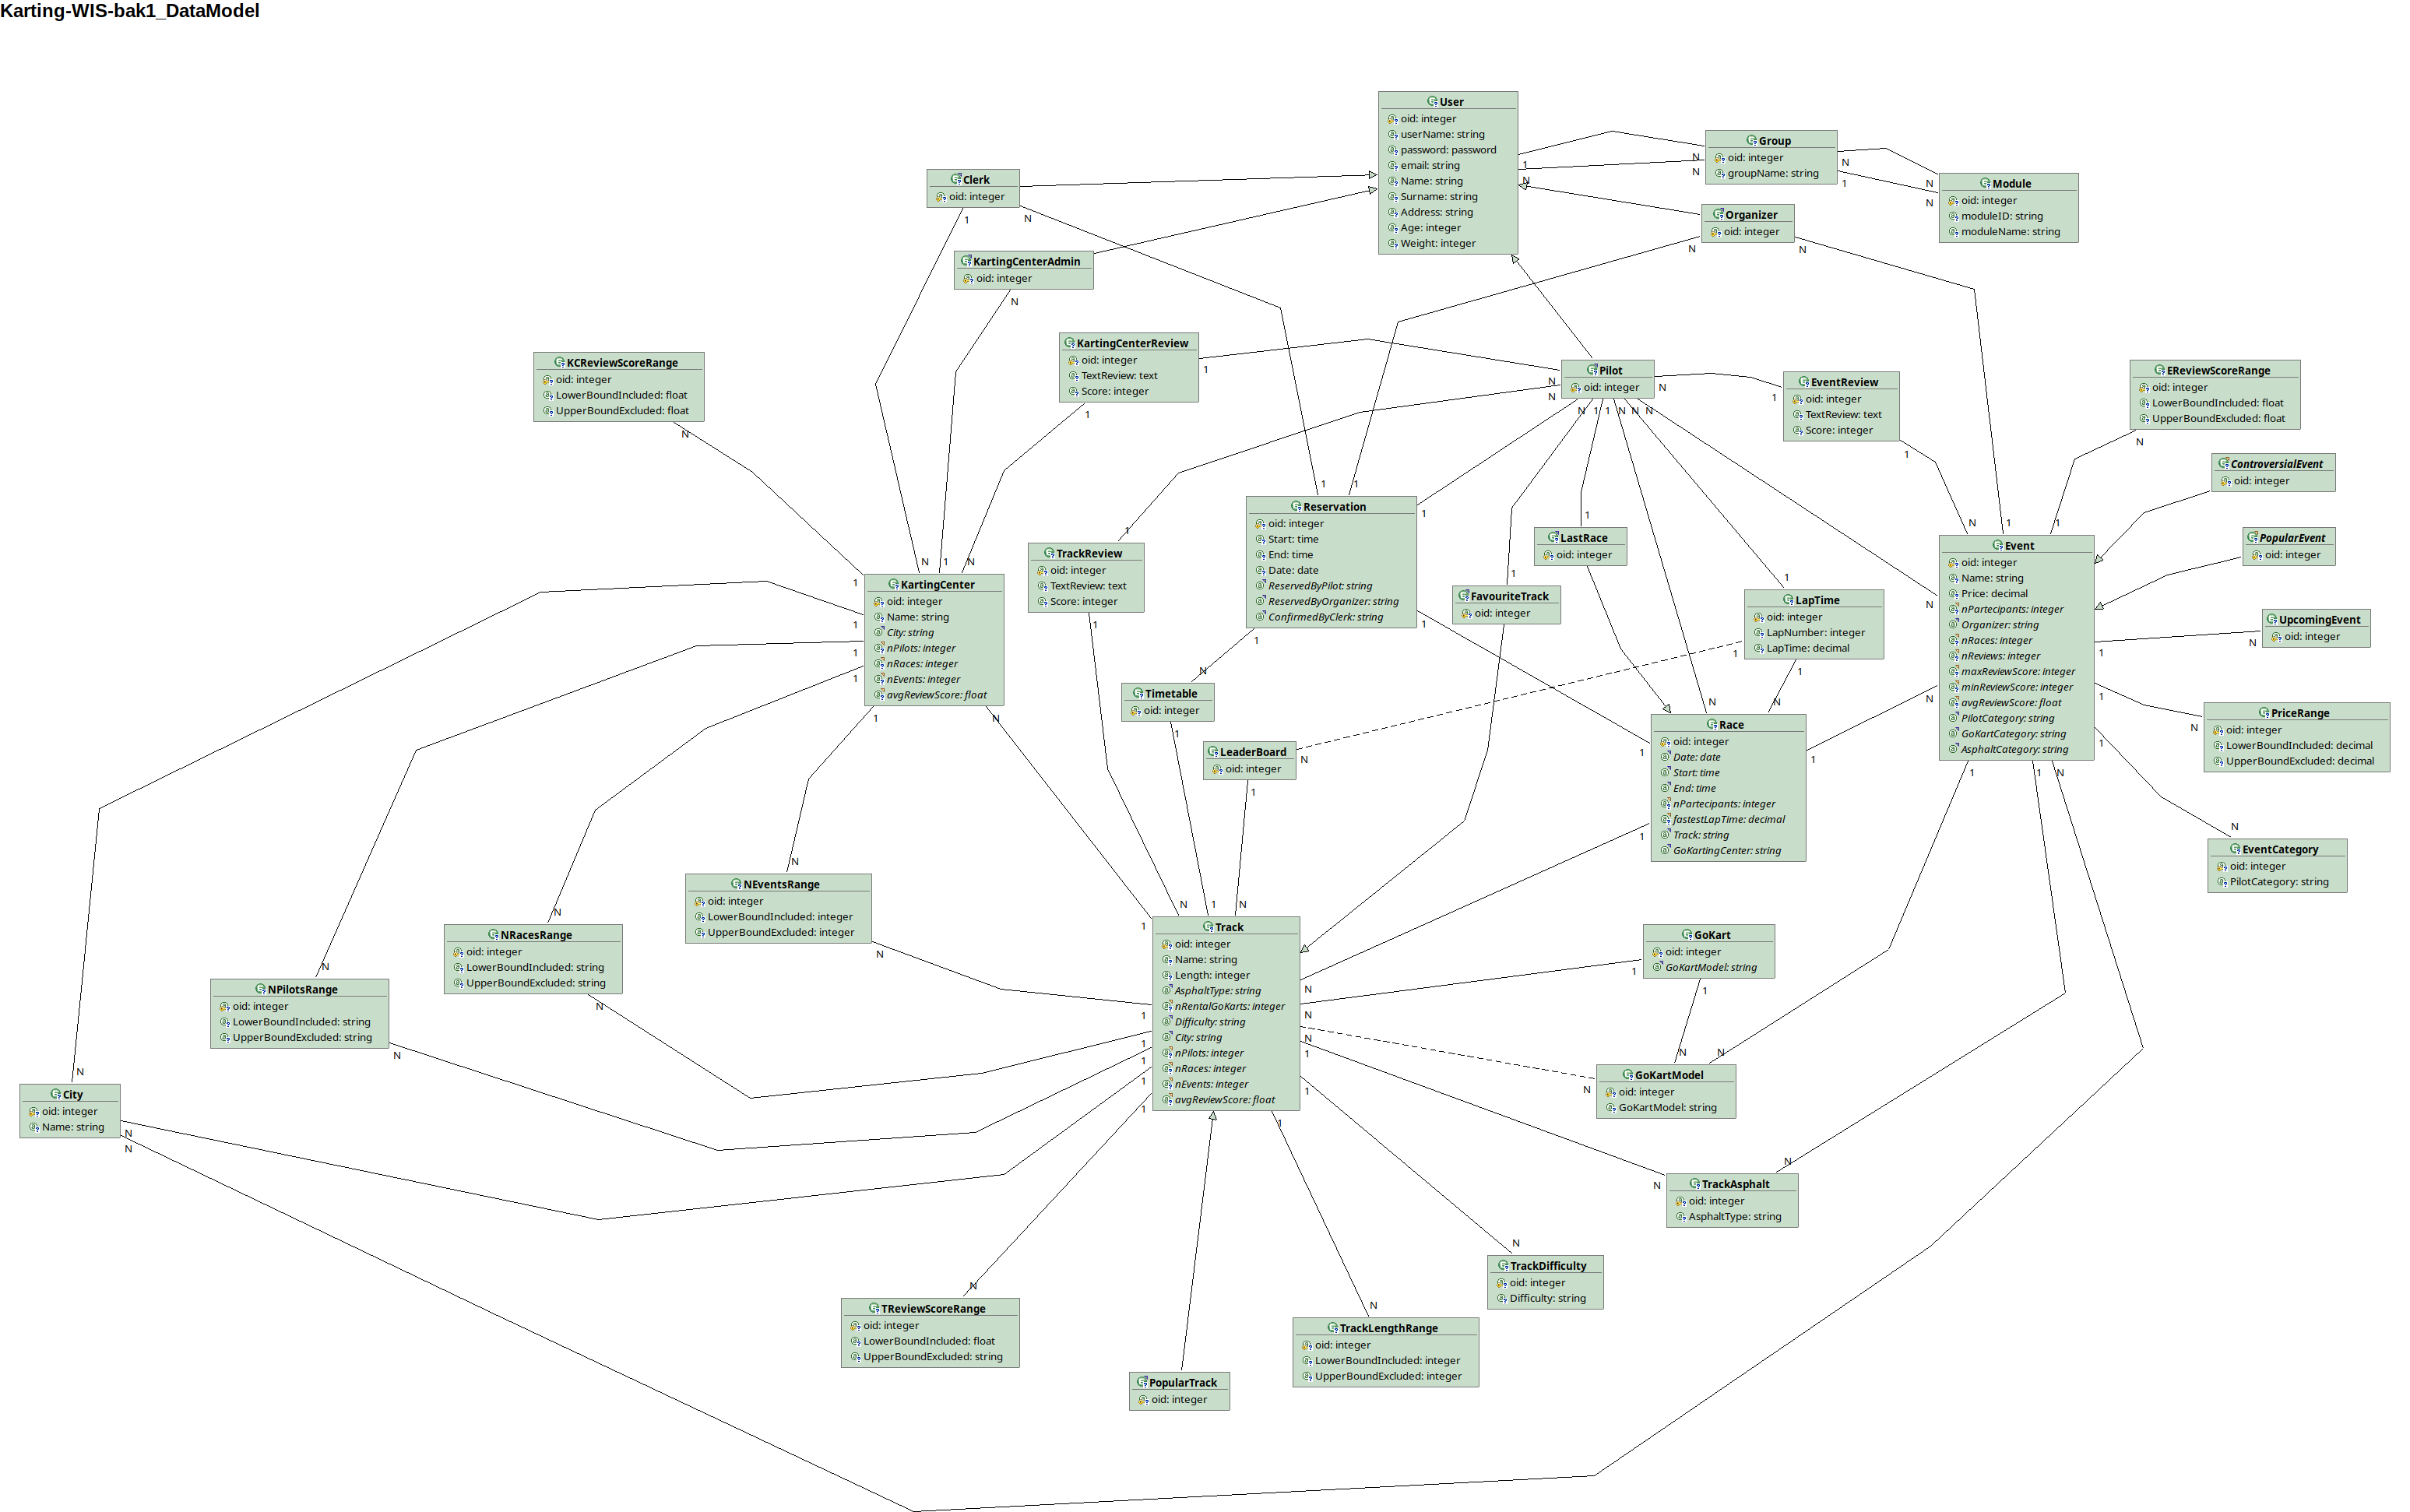 Karting-WIS-bak1_DataModel
User
oid: integer
userName: string
password: password
email: string
Name: string
Surname: string
Address: string
Age: integer
Weight: integer
Group
oid: integer
groupName: string
Module
oid: integer
moduleID: string
moduleName: string
Clerk
oid: integer
Organizer
oid: integer
KartingCenterAdmin
oid: integer
KartingCenterReview
oid: integer
TextReview: text
Score: integer
KCReviewScoreRange
oid: integer
LowerBoundIncluded: float
UpperBoundExcluded: float
Pilot
oid: integer
EventReview
oid: integer
TextReview: text
Score: integer
EReviewScoreRange
oid: integer
LowerBoundIncluded: float
UpperBoundExcluded: float
ControversialEvent
oid: integer
PopularEvent
oid: integer
UpcomingEvent
oid: integer
Reservation
oid: integer
Start: time
End: time
Date: date
ReservedByPilot: string
ReservedByOrganizer: string
ConfirmedByClerk: string
LastRace
oid: integer
Event
oid: integer
Name: string
Price: decimal
nPartecipants: integer
Organizer: string
nRaces: integer
nReviews: integer
maxReviewScore: integer
minReviewScore: integer
avgReviewScore: float
PilotCategory: string
GoKartCategory: string
AsphaltCategory: string
TrackReview
oid: integer
TextReview: text
Score: integer
KartingCenter
oid: integer
Name: string
City: string
nPilots: integer
nRaces: integer
nEvents: integer
avgReviewScore: float
FavouriteTrack
oid: integer
LapTime
oid: integer
LapNumber: integer
LapTime: decimal
Timetable
oid: integer
LeaderBoard
oid: integer
Race
oid: integer
Date: date
Start: time
End: time
nPartecipants: integer
fastestLapTime: decimal
Track: string
GoKartingCenter: string
PriceRange
oid: integer
LowerBoundIncluded: decimal
UpperBoundExcluded: decimal
EventCategory
oid: integer
PilotCategory: string
NEventsRange
oid: integer
LowerBoundIncluded: integer
UpperBoundExcluded: integer
NRacesRange
oid: integer
LowerBoundIncluded: string
UpperBoundExcluded: string
NPilotsRange
oid: integer
LowerBoundIncluded: string
UpperBoundExcluded: string
Track
oid: integer
Name: string
Length: integer
AsphaltType: string
nRentalGoKarts: integer
Difficulty: string
City: string
nPilots: integer
nRaces: integer
nEvents: integer
avgReviewScore: float
GoKart
oid: integer
GoKartModel: string
GoKartModel
oid: integer
GoKartModel: string
City
oid: integer
Name: string
TrackAsphalt
oid: integer
AsphaltType: string
TrackDifficulty
oid: integer
Difficulty: string
TReviewScoreRange
oid: integer
LowerBoundIncluded: float
UpperBoundExcluded: string
TrackLengthRange
oid: integer
LowerBoundIncluded: integer
UpperBoundExcluded: integer
PopularTrack
oid: integer